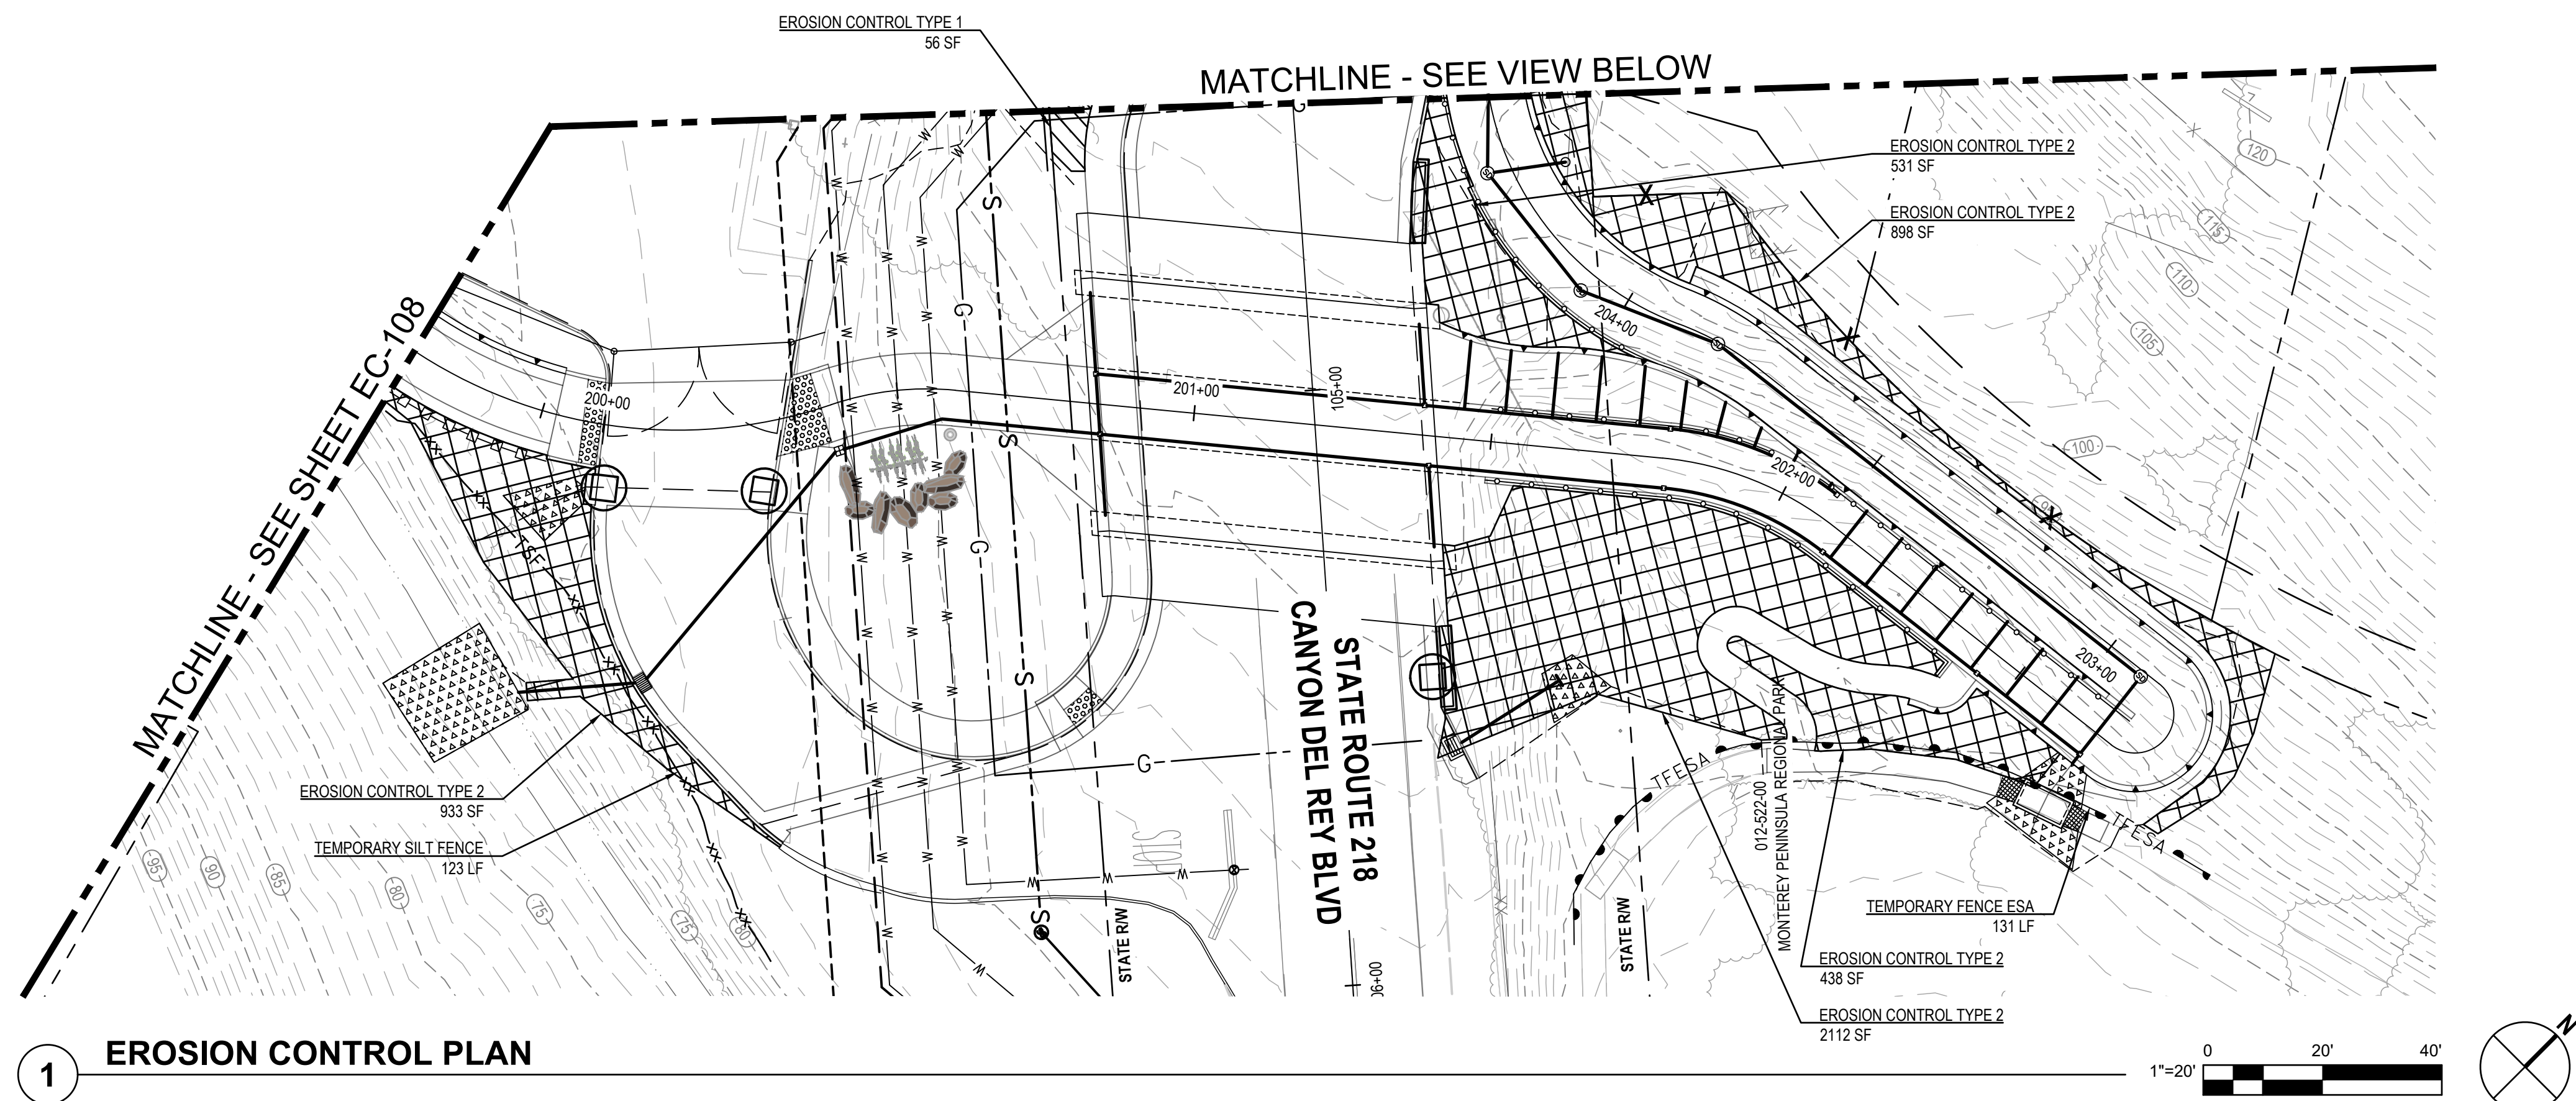 EROSION CONTROL TYPE 1
56 SF
MATCHLINE - SEE VIEW BELOW
EROSION CONTROL TYPE 2
531 SF
EROSION CONTROL TYPE 2
898 SF
120
115
110
105
100
MATCHLINE - SEE SHEET EC-108
200+00
201+00
105+00
204+00
202+00
203+00
TSF
G
G
G
G
S
S
S
S
W
W
W
STATE ROUTE 218
CANYON DEL REY BLVD
TFESA
TFESA
012-522-00
MONTEREY PENINSULA REGIONAL PARK
EROSION CONTROL TYPE 2
933 SF
TEMPORARY SILT FENCE
123 LF
95
90
85
80
75
75
80
STATE R/W
STATE R/W
06+00
TEMPORARY FENCE ESA
131 LF
EROSION CONTROL TYPE 2
438 SF
EROSION CONTROL TYPE 2
2112 SF
1
EROSION CONTROL PLAN
1"=20'
0 20' 40'
N